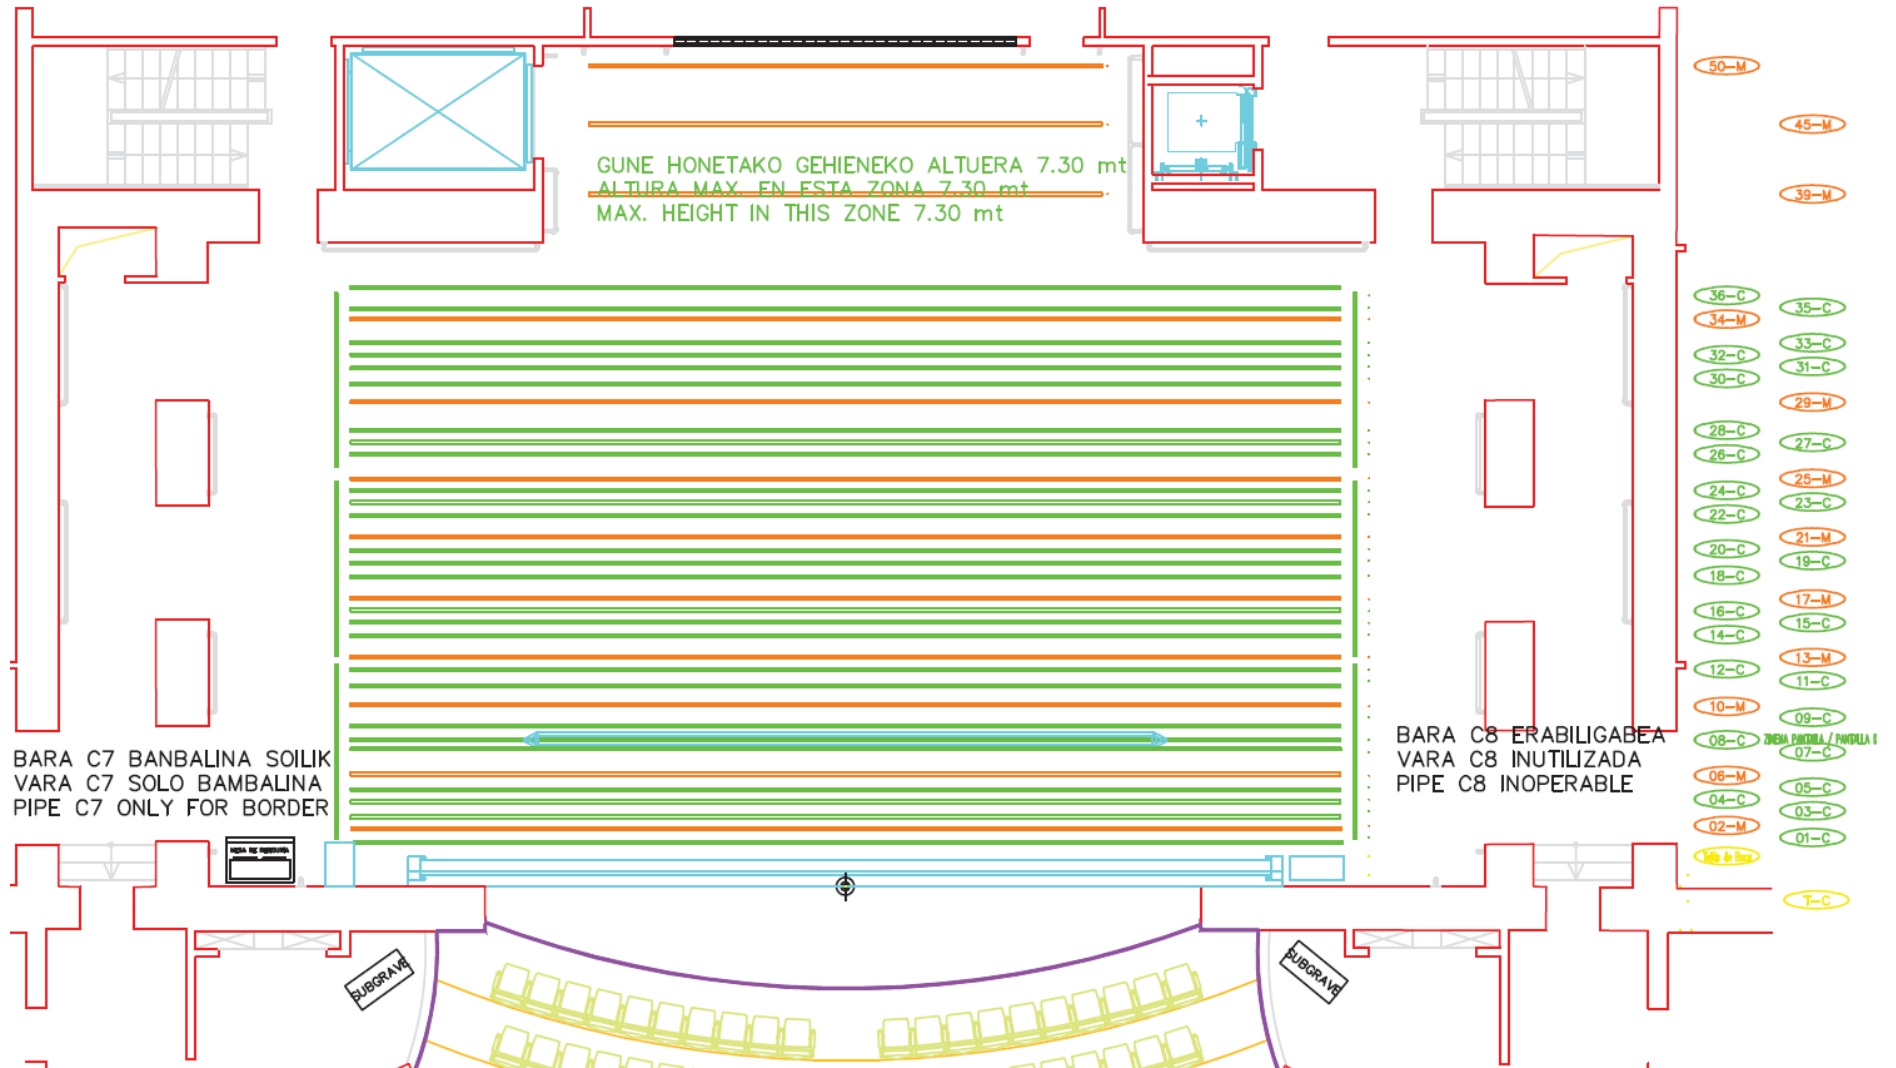 50-M
45-M
GUNE HONETAKO GEHIENEKO ALTUERA 7.30 mt
ALTURA MAX. EN ESTA ZONA 7.30 mt
MAX. HEIGHT IN THIS ZONE 7.30 mt
39-M
36-C
35-C
34-M
33-C
32-C
31-C
30-C
29-M
28-C
27-C
26-C
25-M
24-C
23-C
22-C
21-M
20-C
19-C
18-C
17-M
16-C
15-C
14-C
13-M
12-C
11-C
10-M
09-C
08-C
07-C
06-M
05-C
04-C
03-C
02-M
01-C
T-C
BARA C7 BANBALINA SOILIK
VARA C7 SOLO BAMBALINA
PIPE C7 ONLY FOR BORDER
BARA C8 ERABILIGABEA
VARA C8 INUTILIZADA
PIPE C8 INOPERABLE
SUBGRAVE
SUBGRAVE